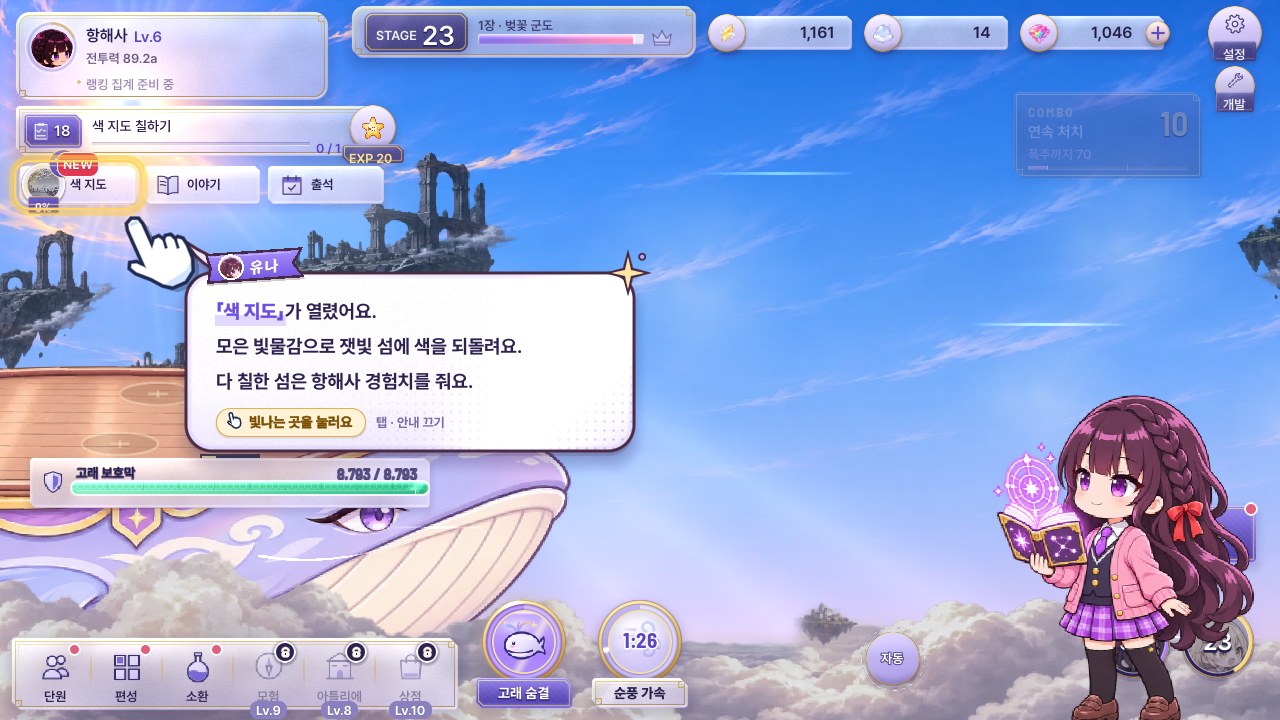 항해사 Lv.6
전투력 89.2a
* 랭킹 집계 준비 중
STAGE 23
1장 · 벚꽃 군도
1,161
14
1,046
설정
개발
18
색 지도 칠하기
0 / 1
EXP 20
COMBO
연속 처치
10
폭주까지 70
NEW
색 지도
0%
이야기
출석
유나
「색 지도」가 열렸어요.
모은 빛물감으로 잿빛 섬에 색을 되돌려요.
다 칠한 섬은 항해사 경험치를 줘요.
빛나는 곳을 눌러요
탭 · 안내 끄기
고래 보호막
8,793 / 8,793
1:26
자동
23
단원
편성
소환
모험
Lv.9
아틀리에
Lv.8
상점
Lv.10
고래 숨결
순풍 가속